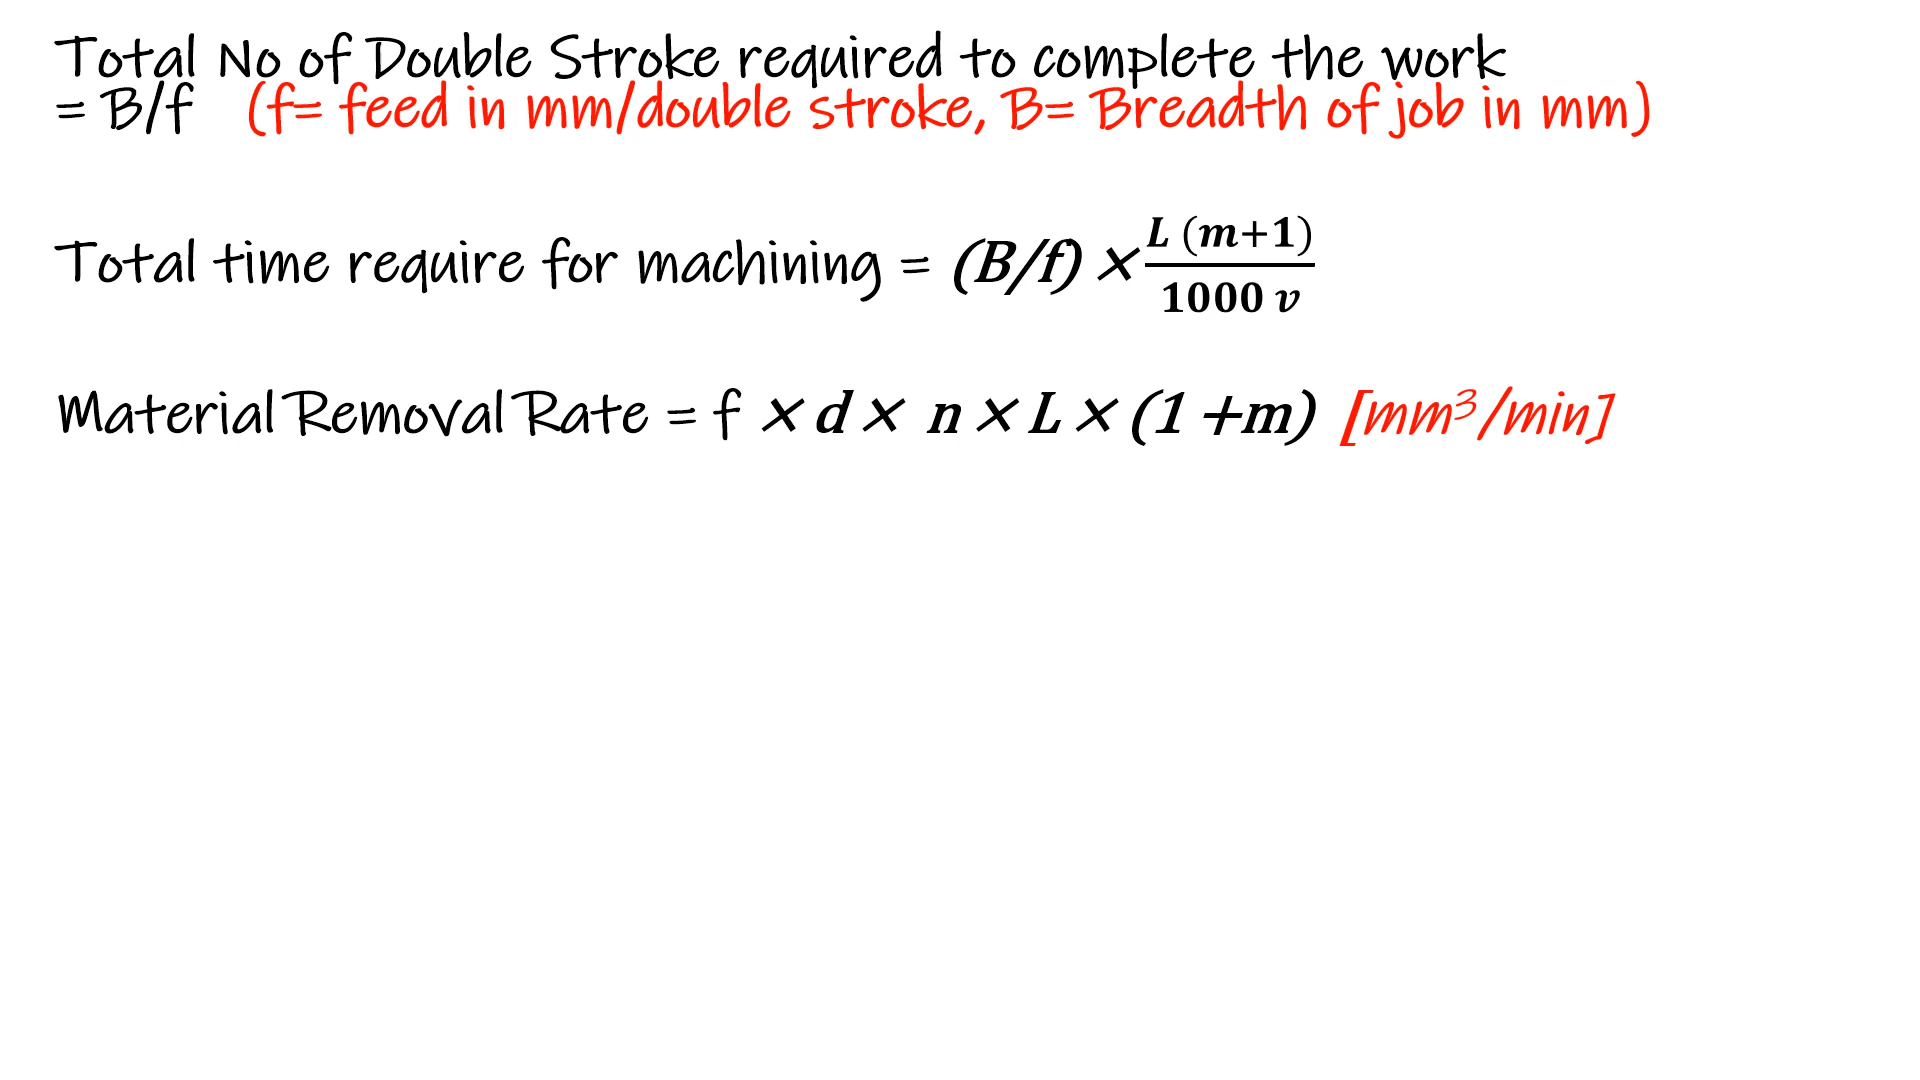 Total No of Double Stroke required to complete the work
= B/f (f= feed in mm/double stroke, B= Breadth of job in mm)
Total time require for machining = (B/f) × L (m+1) / 1000 v
Material Removal Rate = f × d × n × L × (1 +m) [mm³/min]